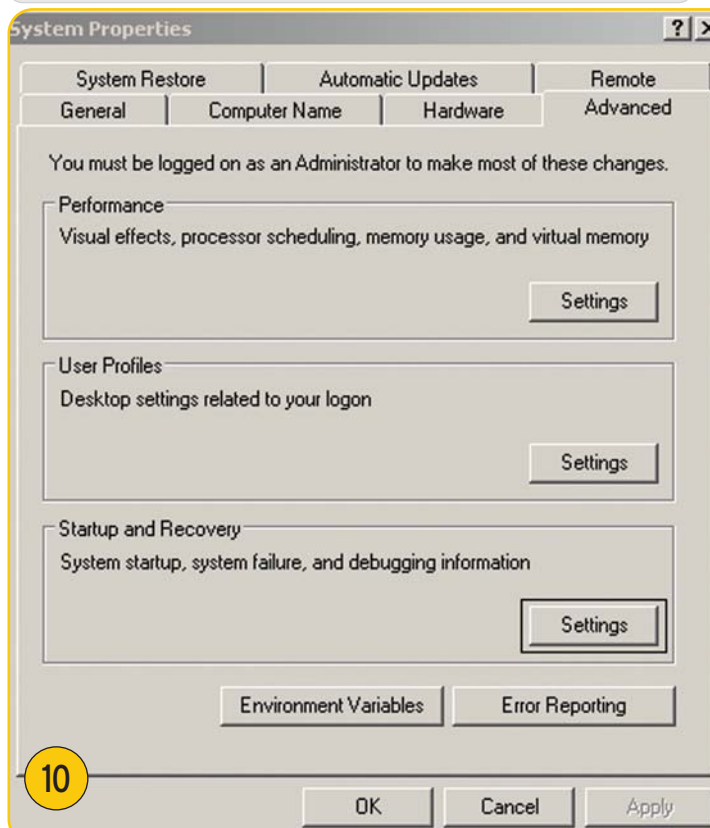 System Properties
System Restore Automatic Updates Remote
General Computer Name Hardware Advanced
You must be logged on as an Administrator to make most of these changes.
Performance
Visual effects, processor scheduling, memory usage, and virtual memory
Settings
User Profiles
Desktop settings related to your logon
Settings
Startup and Recovery
System startup, system failure, and debugging information
Settings
Environment Variables Error Reporting
10
OK Cancel Apply